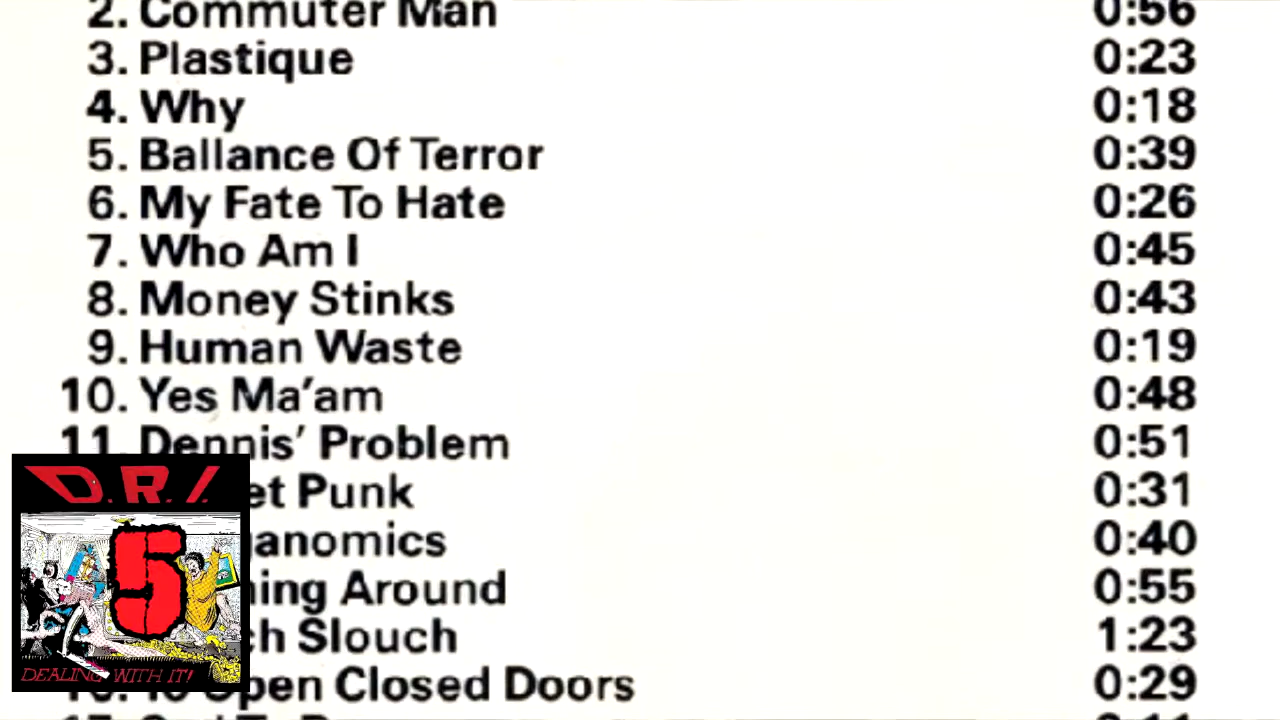 2. Commuter Man 0:56
3. Plastique 0:23
4. Why 0:18
5. Ballance Of Terror 0:39
6. My Fate To Hate 0:26
7. Who Am I 0:45
8. Money Stinks 0:43
9. Human Waste 0:19
10. Yes Ma'am 0:48
11. Dennis' Problem 0:51
et Punk 0:31
anomics 0:40
ing Around 0:55
ch Slouch 1:23
Open Closed Doors 0:29
D.R.I.
5
DEALING WITH IT!